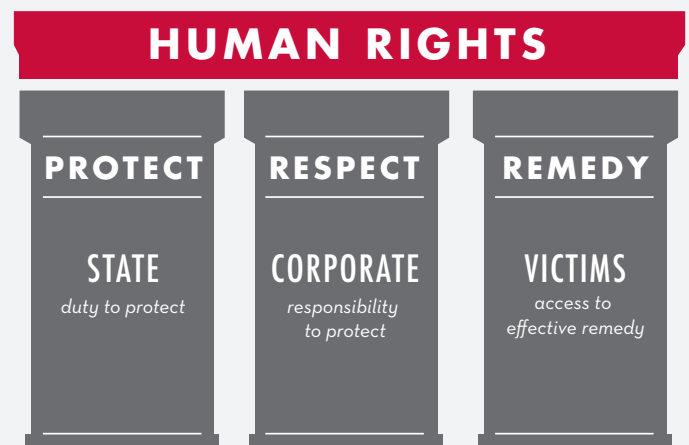 HUMAN RIGHTS
PROTECT
STATE
duty to protect
RESPECT
CORPORATE
responsibility
to protect
REMEDY
VICTIMS
access to
effective remedy